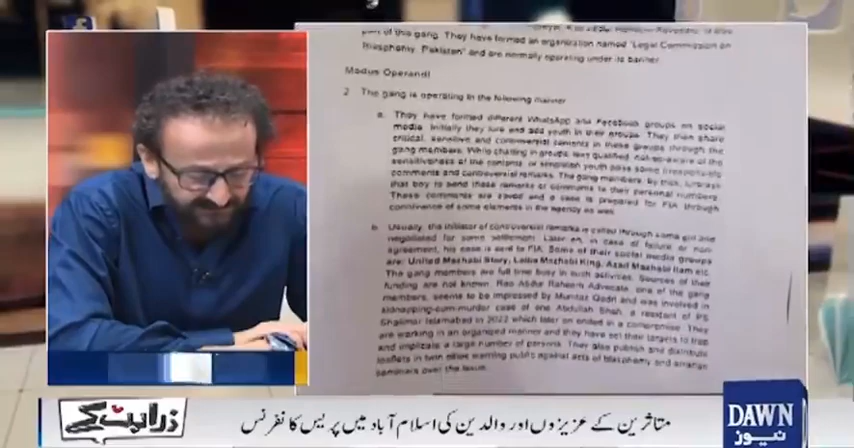 part of this gang. They have formed an organization named "Legal Commission on
Blasphemy Pakistan" and are normally operating under its banner.
Modus Operandi
2 The gang is operating in the following manner
a. They have formed different WhatsApp and Facebook groups on social
media. Initially they lure and add youth in their groups. They then share
critical, sensitive and controversial contents in these groups through the
gang members. While chatting in groups, less qualified, not so aware of the
sensitiveness of the contents, or youth pass some irresponsible
comments and controversial remarks. The gang members, by trick,
that boy to send these remarks or comments to their personal numbers.
These comments are saved and a case is prepared for FIA through
connivance of some elements in the agency as well.
b. Usually, the initiator of controversial remarks is called through some girl and
negotiated for some settlement. Later on, in case of failure or non-
agreement, his case is sent to FIA. Some of their social media groups
are: United Mazhabi Story, Laiba Mazhabi King, Azad Mazhabi Ilam etc.
The gang members are full time busy in such activities. Sources of their
funding are not known. Rao Abdur Raheem Advocate, one of the gang
members, seems to be impressed by Mumtaz Qadri and was involved in
kidnapping-cum-murder case of one Abdullah Shah, a resident of PS
Shalimar Islamabad in 2022 which later on ended in a compromise. They
are working in an organged manner and they have set their targets to trap
and implicate a large number of persons. They also publish and distribute
leaflets in twin cities warning public against acts of blasphemy and arrange
seminars over the issue.
ذرا ہٹ کے
متاثرین کے عزیزوں اور والدین کی اسلام آباد میں پریس کانفرنس
DAWN
نیوز